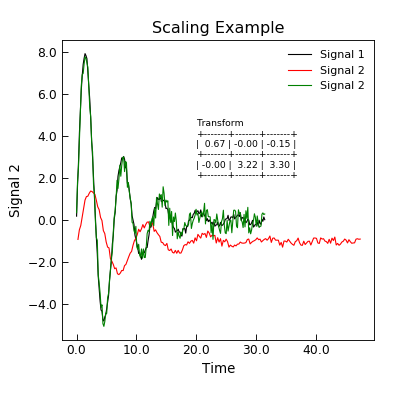 Scaling Example
8.0
6.0
4.0
2.0
0.0
−2.0
−4.0
Signal 2
Signal 1
Signal 2
Signal 2
Transform
+--------+--------+--------+
|  0.67 | -0.00 | -0.15 |
+--------+--------+--------+
| -0.00 |  3.22 |  3.30 |
+--------+--------+--------+
0.0 10.0 20.0 30.0 40.0
Time